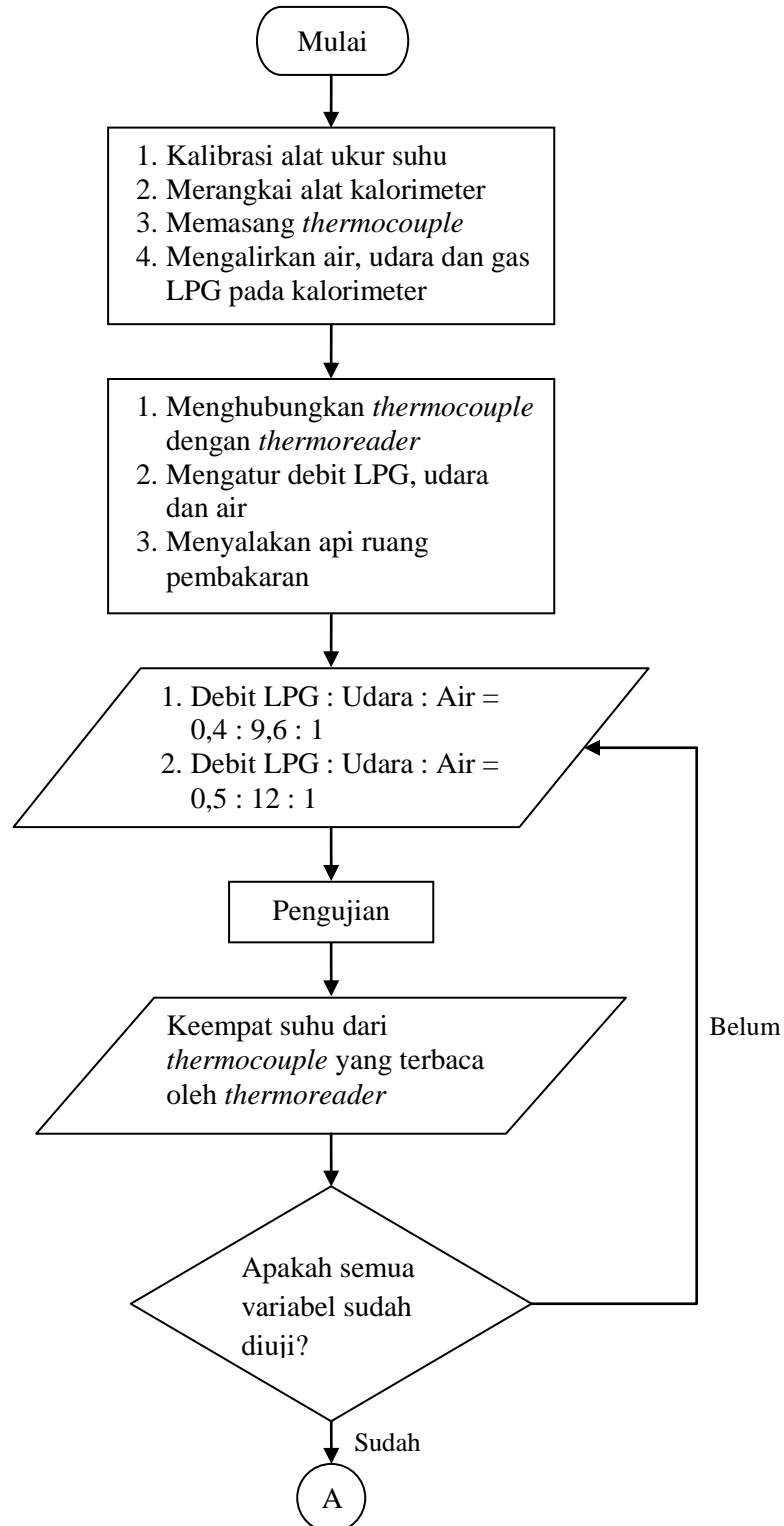 Mulai
1. Kalibrasi alat ukur suhu
2. Merangkai alat kalorimeter
3. Memasang thermocouple
4. Mengalirkan air, udara dan gas
LPG pada kalorimeter
1. Menghubungkan thermocouple
dengan thermoreader
2. Mengatur debit LPG, udara
dan air
3. Menyalakan api ruang
pembakaran
1. Debit LPG : Udara : Air =
0,4 : 9,6 : 1
2. Debit LPG : Udara : Air =
0,5 : 12 : 1
Pengujian
Keempat suhu dari
thermocouple yang terbaca
oleh thermoreader
Belum
Apakah semua
variabel sudah
diuji?
Sudah
A